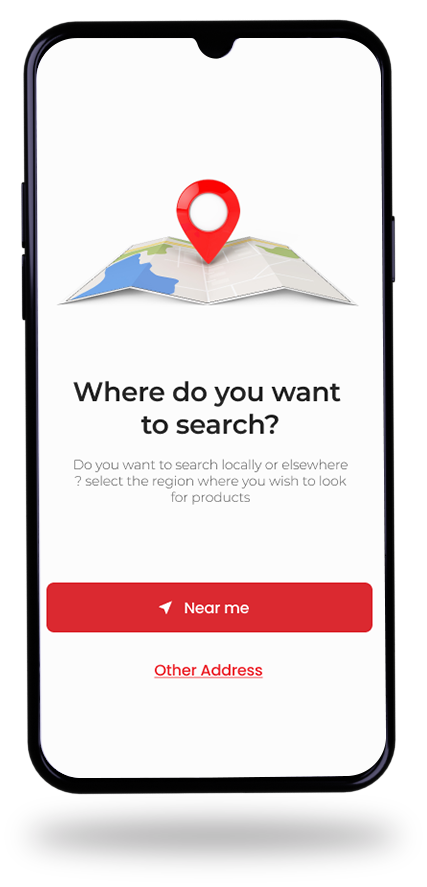 Where do you want
to search?
Do you want to search locally or elsewhere
? select the region where you wish to look
for products
Near me
Other Address